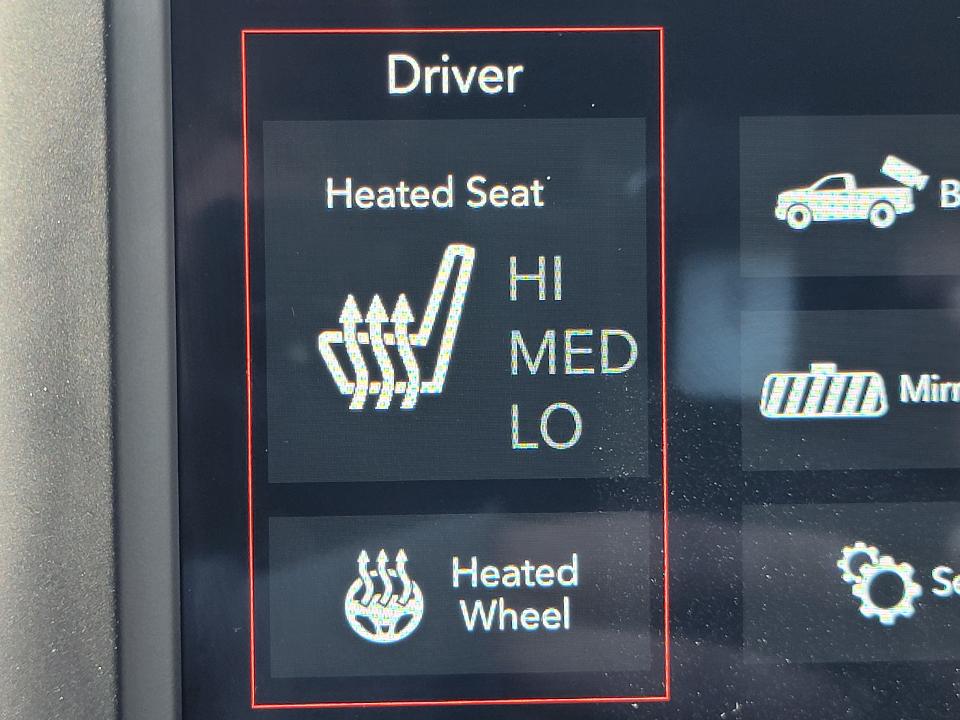 Driver
Heated Seat
HI
MED
LO
Heated
Wheel